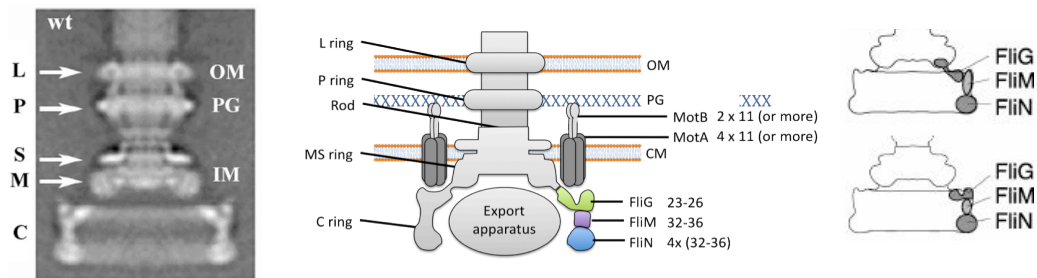 wt
L
OM
P
PG
S
M
IM
C
L ring
P ring
Rod
MS ring
C ring
Export
apparatus
OM
PG
MotB 2 x 11 (or more)
MotA 4 x 11 (or more)
CM
FliG 23-26
FliM 32-36
FliN 4x (32-36)
FliG
FliM
FliN
FliG
FliM
FliN